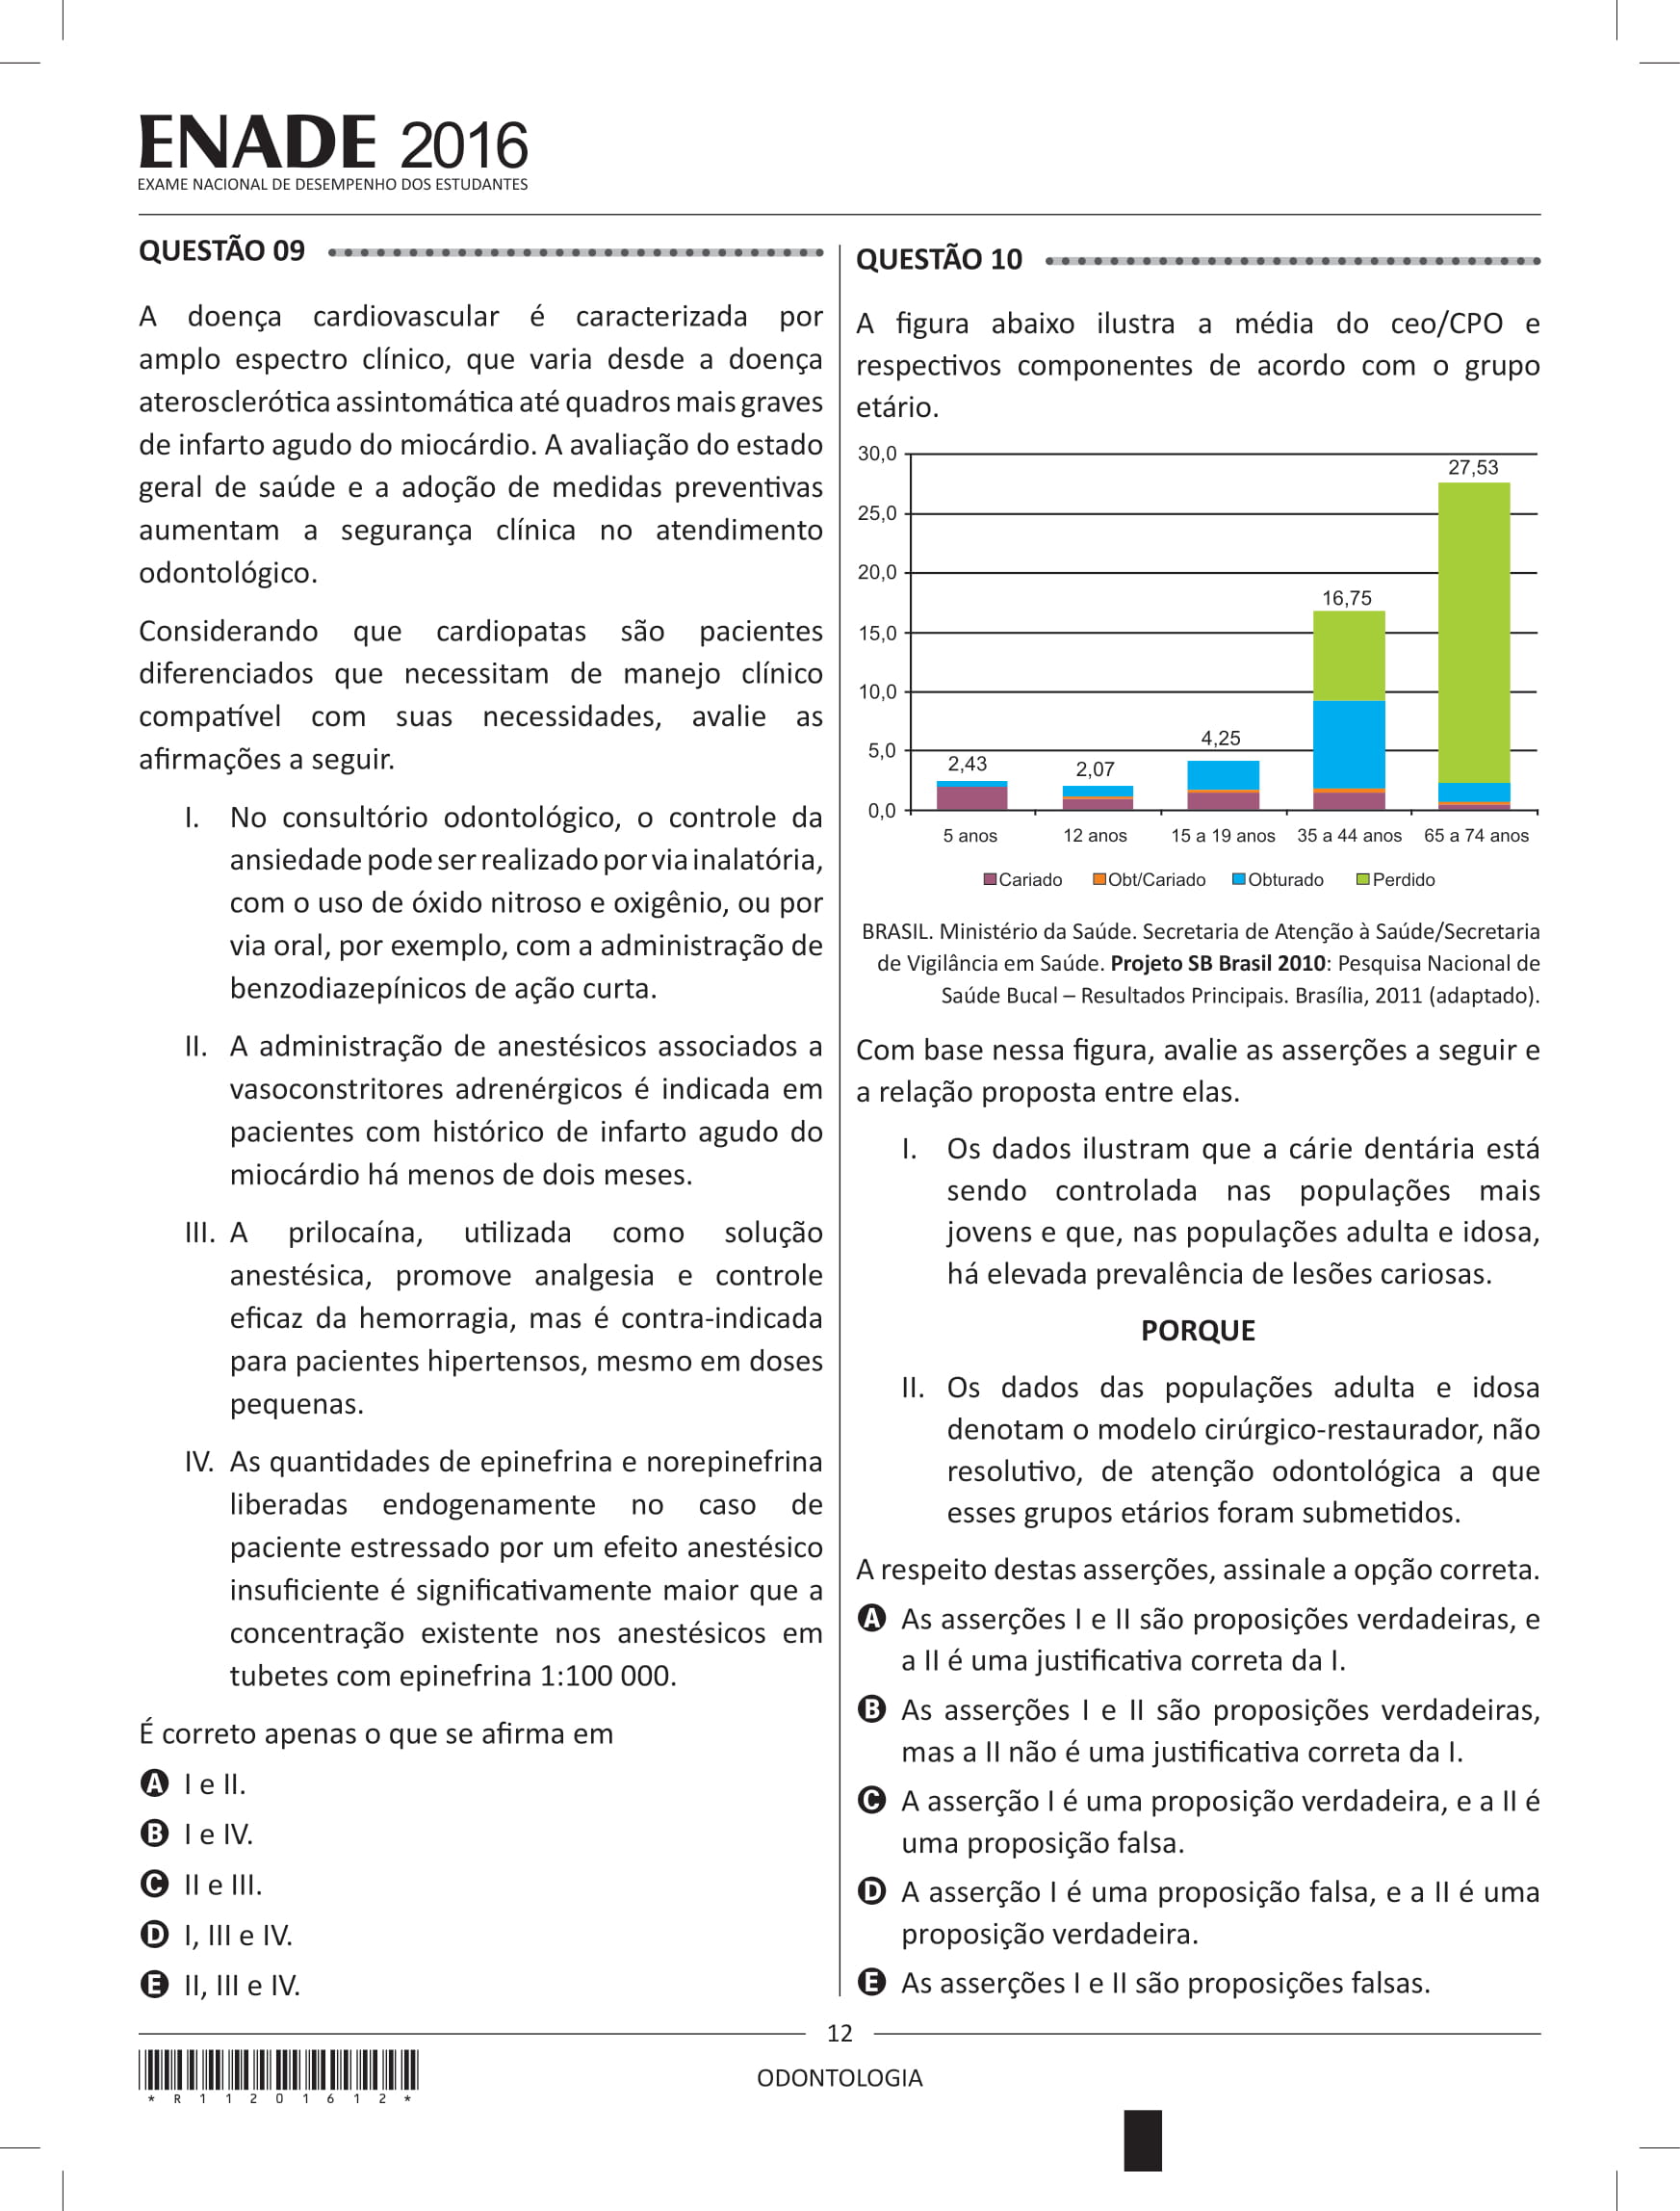 ENADE 2016
EXAME NACIONAL DE DESEMPENHO DOS ESTUDANTES
QUESTÃO 09
A doença cardiovascular é caracterizada por
amplo espectro clínico, que varia desde a doença
aterosclerótica assintomática até quadros mais graves
de infarto agudo do miocárdio. A avaliação do estado
geral de saúde e a adoção de medidas preventivas
aumentam a segurança clínica no atendimento
odontológico.
Considerando que cardiopatas são pacientes
diferenciados que necessitam de manejo clínico
compatível com suas necessidades, avalie as
afirmações a seguir.
I. No consultório odontológico, o controle da
ansiedade pode ser realizado por via inalatória,
com o uso de óxido nitroso e oxigênio, ou por
via oral, por exemplo, com a administração de
benzodiazepínicos de ação curta.
II. A administração de anestésicos associados a
vasoconstritores adrenérgicos é indicada em
pacientes com histórico de infarto agudo do
miocárdio há menos de dois meses.
III. A prilocaína, utilizada como solução
anestésica, promove analgesia e controle
eficaz da hemorragia, mas é contra-indicada
para pacientes hipertensos, mesmo em doses
pequenas.
IV. As quantidades de epinefrina e norepinefrina
liberadas endogenamente no caso de
paciente estressado por um efeito anestésico
insuficiente é significativamente maior que a
concentração existente nos anestésicos em
tubetes com epinefrina 1:100 000.
É correto apenas o que se afirma em
A I e II.
B I e IV.
C II e III.
D I, III e IV.
E II, III e IV.
QUESTÃO 10
A figura abaixo ilustra a média do ceo/CPO e
respectivos componentes de acordo com o grupo
etário.
30,0
25,0
20,0
15,0
10,0
5,0
0,0
2,43
2,07
4,25
16,75
27,53
5 anos 12 anos 15 a 19 anos 35 a 44 anos 65 a 74 anos
Cariado Obt/Cariado Obturado Perdido
BRASIL. Ministério da Saúde. Secretaria de Atenção à Saúde/Secretaria
de Vigilância em Saúde. Projeto SB Brasil 2010: Pesquisa Nacional de
Saúde Bucal – Resultados Principais. Brasília, 2011 (adaptado).
Com base nessa figura, avalie as asserções a seguir e
a relação proposta entre elas.
I. Os dados ilustram que a cárie dentária está
sendo controlada nas populações mais
jovens e que, nas populações adulta e idosa,
há elevada prevalência de lesões cariosas.
PORQUE
II. Os dados das populações adulta e idosa
denotam o modelo cirúrgico-restaurador, não
resolutivo, de atenção odontológica a que
esses grupos etários foram submetidos.
A respeito destas asserções, assinale a opção correta.
A As asserções I e II são proposições verdadeiras, e
a II é uma justificativa correta da I.
B As asserções I e II são proposições verdadeiras,
mas a II não é uma justificativa correta da I.
C A asserção I é uma proposição verdadeira, e a II é
uma proposição falsa.
D A asserção I é uma proposição falsa, e a II é uma
proposição verdadeira.
E As asserções I e II são proposições falsas.
12
ODONTOLOGIA
* R 1 1 2 0 1 6 1 2 *